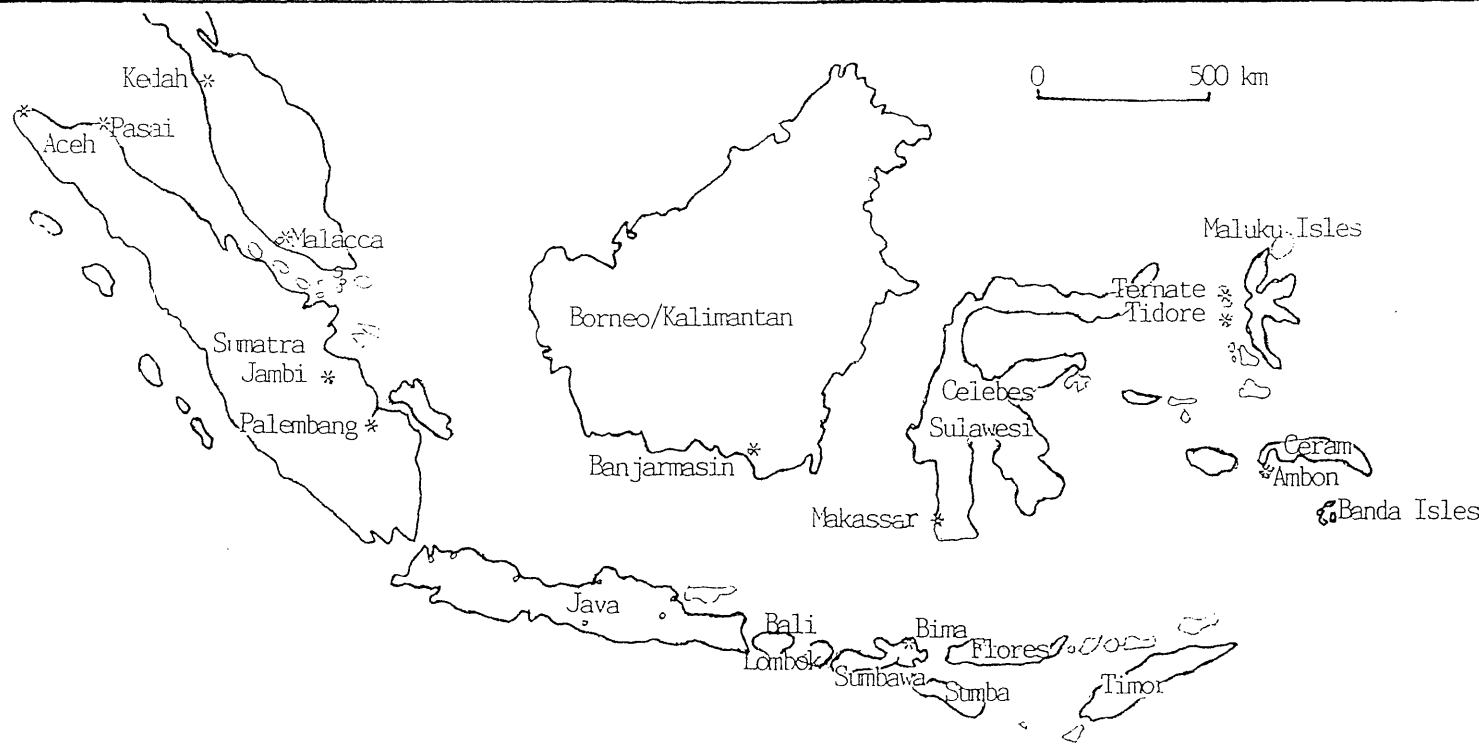 0 500 km
Kedah
Pasai
Aceh
Malacca
Maluku Isles
Ternate
Tidore
Borneo/Kalimantan
Sumatra
Jambi
Celebes
Palembang
Sulawesi
Banjarmasin
Ceram
Ambon
Makassar
Banda Isles
Java
Bali
Bima
Lombok
Flores
Sumbawa
Sumba
Timor